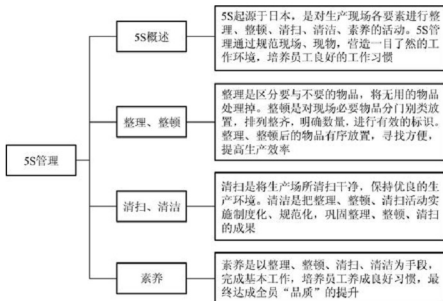 5S管理
5S概述
5S起源于日本，是对生产现场各要素进行整
理、整顿、清扫、清洁、素养的活动。5S管
理通过规范现场、现物，营造一目了然的工
作环境，培养员工良好的工作习惯
整理、整顿
整理是区分要与不要的物品，将无用的物品
处理掉。整顿是对现场必要物品分门别类放
置，排列整齐，明确数量，进行有效的标识。
整理、整顿后的物品有序放置，寻找方便，
提高生产效率
清扫、清洁
清扫是将生产场所清扫干净，保持优良的生
产环境。清洁是把整理、整顿、清扫活动实
施制度化、规范化，巩固整理、整顿、清扫
的成果
素养
素养是以整理、整顿、清扫、清洁为手段，
完成基本工作，培养员工养成良好习惯，最
终达成全员“品质”的提升